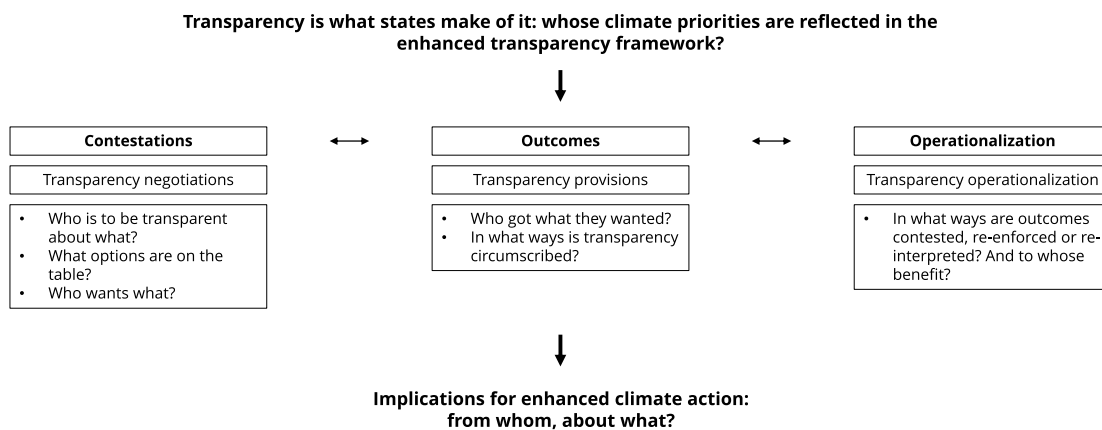 Transparency is what states make of it: whose climate priorities are reflected in the
enhanced transparency framework?
Contestations
Transparency negotiations
• Who is to be transparent
about what?
• What options are on the
table?
• Who wants what?
Outcomes
Transparency provisions
• Who got what they wanted?
• In what ways is transparency
circumscribed?
Operationalization
Transparency operationalization
• In what ways are outcomes
contested, re-enforced or re-
interpreted? And to whose
benefit?
Implications for enhanced climate action:
from whom, about what?